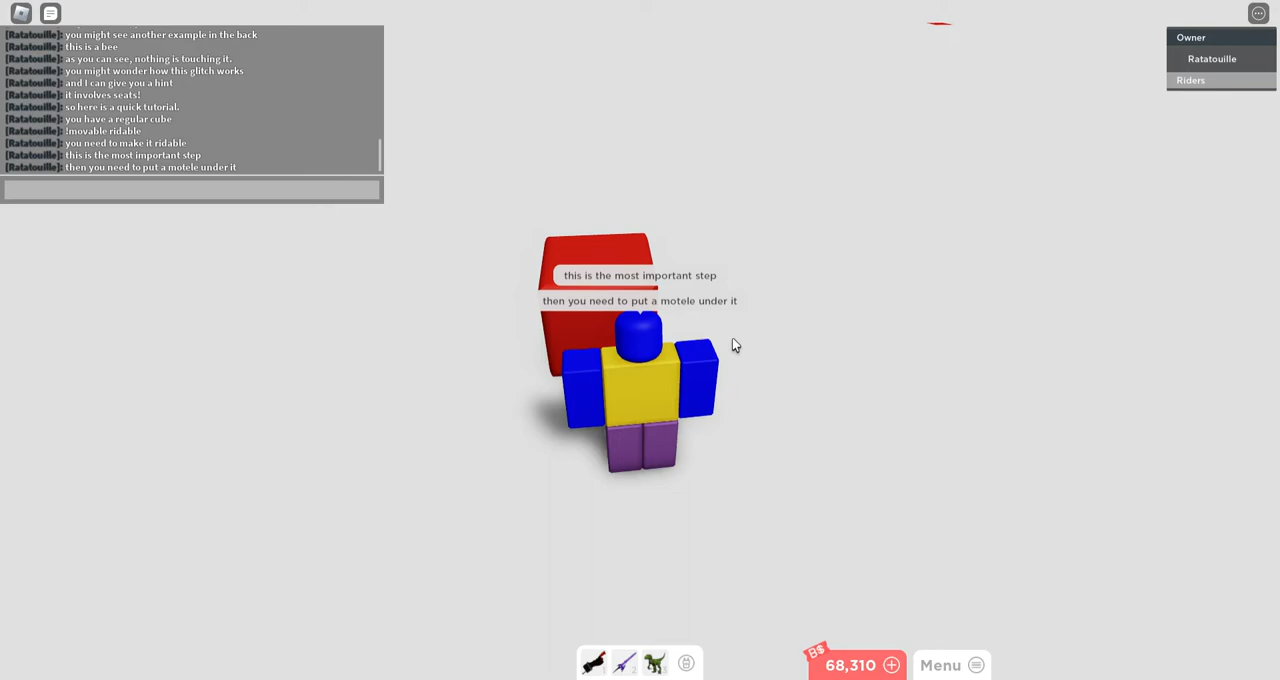 [Ratatouille]: you might see another example in the back
[Ratatouille]: this is a bee
[Ratatouille]: as you can see, nothing is touching it.
[Ratatouille]: you might wonder how this glitch works
[Ratatouille]: and I can give you a hint
[Ratatouille]: it involves seats!
[Ratatouille]: so here is a quick tutorial.
[Ratatouille]: you have a regular cube
[Ratatouille]: !movable ridable
[Ratatouille]: you need to make it ridable
[Ratatouille]: this is the most important step
[Ratatouille]: then you need to put a motele under it
Owner
Ratatouille
Riders
this is the most important step
then you need to put a motele under it
1
2
3
B$
68,310
Menu